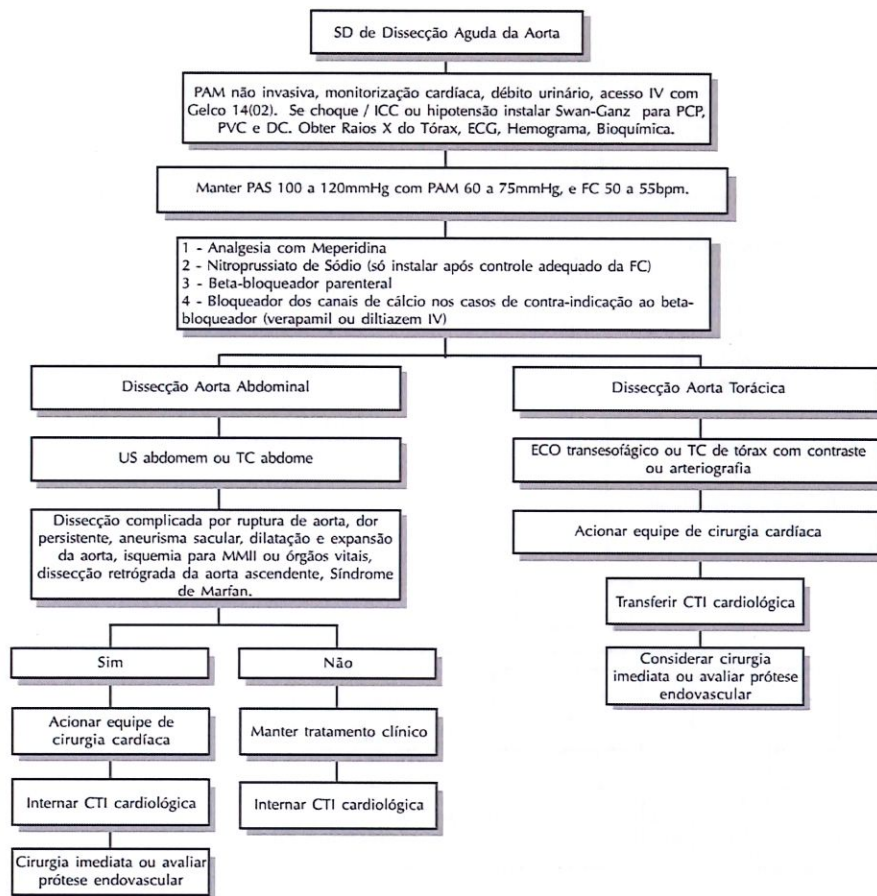 SD de Dissecção Aguda da Aorta
PAM não invasiva, monitorização cardíaca, débito urinário, acesso IV com
Gelco 14(02). Se choque / ICC ou hipotensão instalar Swan-Ganz para PCP,
PVC e DC. Obter Raios X do Tórax, ECG, Hemograma, Bioquímica.
Manter PAS 100 a 120mmHg com PAM 60 a 75mmHg, e FC 50 a 55bpm.
1 - Analgesia com Meperidina
2 - Nitroprussiato de Sódio (só instalar após controle adequado da FC)
3 - Beta-bloqueador parenteral
4 - Bloqueador dos canais de cálcio nos casos de contra-indicação ao beta-
bloqueador (verapamil ou diltiazem IV)
Dissecção Aorta Abdominal
US abdomem ou TC abdome
Dissecção complicada por ruptura de aorta, dor
persistente, aneurisma sacular, dilatação e expansão
da aorta, isquemia para MMII ou órgãos vitais,
dissecção retrógrada da aorta ascendente, Síndrome
de Marfan.
Sim
Acionar equipe de
cirurgia cardíaca
Internar CTI cardiológica
Cirurgia imediata ou avaliar
prótese endovascular
Não
Manter tratamento clínico
Internar CTI cardiológica
Dissecção Aorta Torácica
ECO transesofágico ou TC de tórax com contraste
ou arteriografia
Acionar equipe de cirurgia cardíaca
Transferir CTI cardiológica
Considerar cirurgia
imediata ou avaliar prótese
endovascular